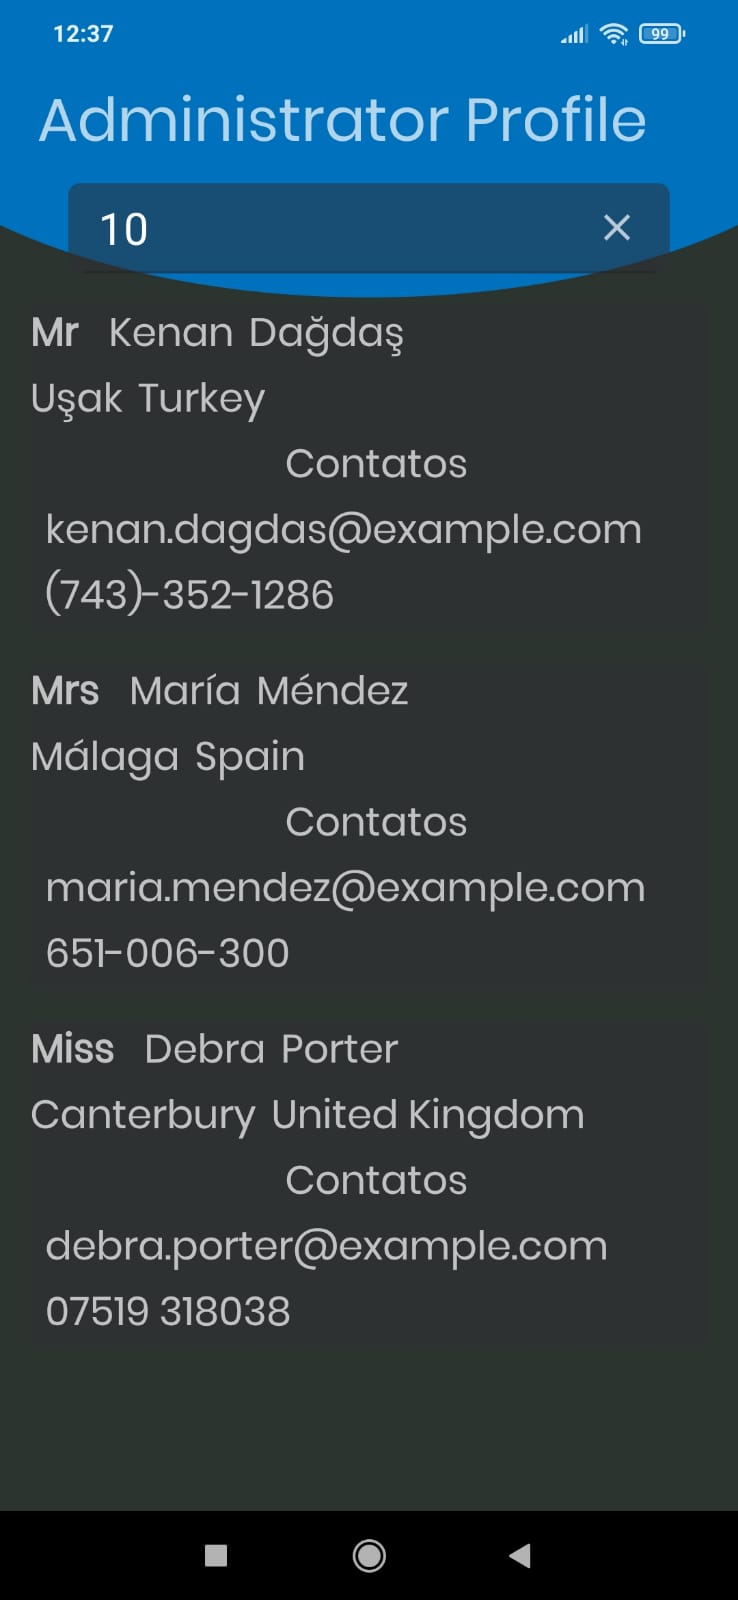 12:37
99
Administrator Profile
10
Mr Kenan Dağdaş
Uşak Turkey
Contatos
kenan.dagdas@example.com
(743)-352-1286
Mrs María Méndez
Málaga Spain
Contatos
maria.mendez@example.com
651-006-300
Miss Debra Porter
Canterbury United Kingdom
Contatos
debra.porter@example.com
07519 318038